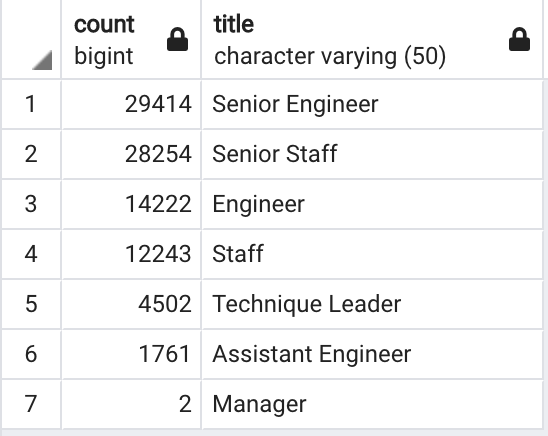 count title
bigint character varying (50)
1 29414 Senior Engineer
2 28254 Senior Staff
3 14222 Engineer
4 12243 Staff
5 4502 Technique Leader
6 1761 Assistant Engineer
7 2 Manager